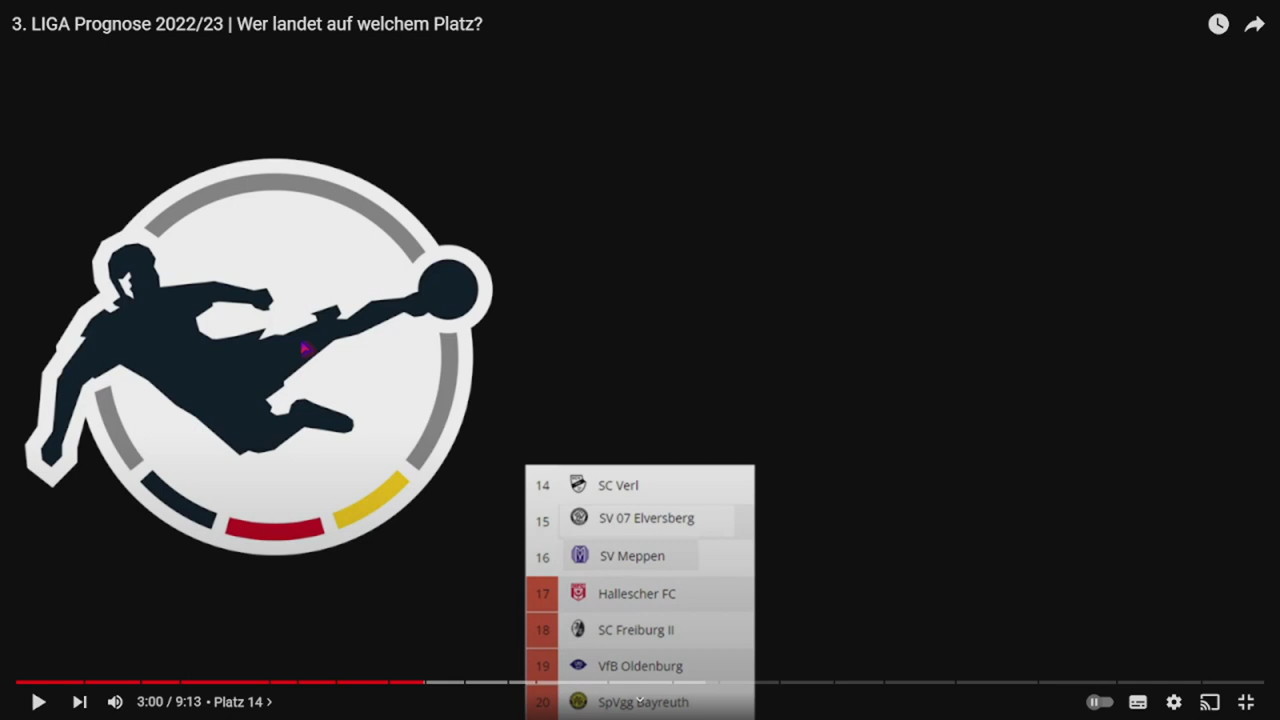 3. LIGA Prognose 2022/23 | Wer landet auf welchem Platz?
14 SC Verl
15 SV 07 Elversberg
16 SV Meppen
17 Hallescher FC
18 SC Freiburg II
19 VfB Oldenburg
20 SpVgg Bayreuth
3:00 / 9:13 • Platz 14 >